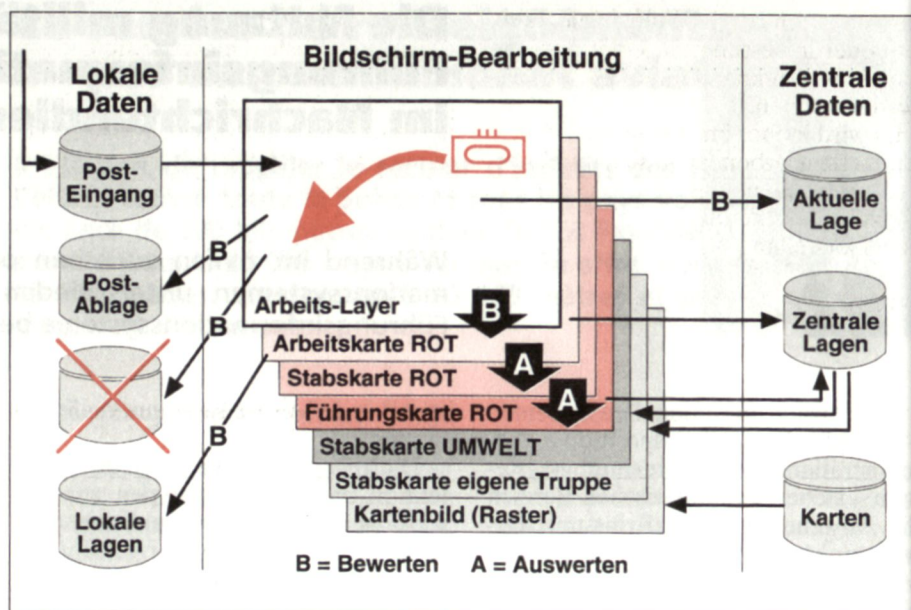 Bildschirm-Bearbeitung
Lokale
Daten
Zentrale
Daten
Post-
Eingang
B
Aktuelle
Lage
B
Post-
Ablage
Arbeits-Layer
B
B
Zentrale
Lagen
Arbeitskarte ROT
A
Stabskarte ROT
A
Führungskarte ROT
B
Stabskarte UMWELT
Stabskarte eigene Truppe
Kartenbild (Raster)
Lokale
Lagen
Karten
B = Bewerten A = Auswerten